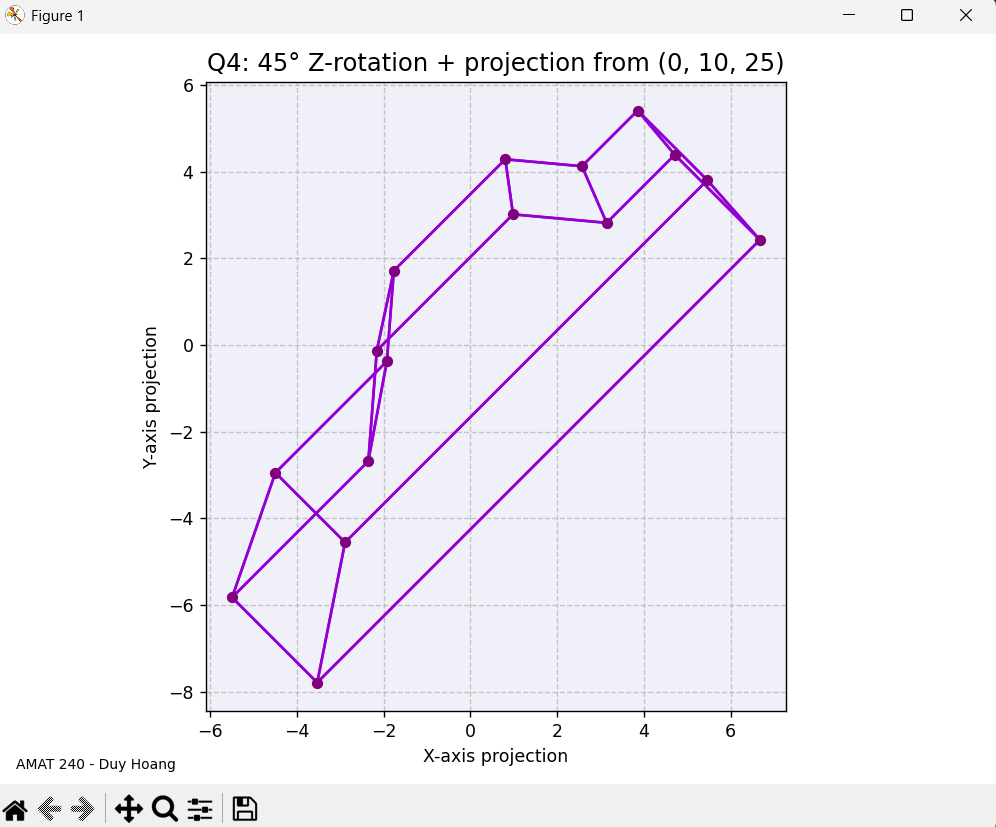 Figure 1
Q4: 45° Z-rotation + projection from (0, 10, 25)
6
4
2
0
−2
−4
−6
−8
Y-axis projection
−6 −4 −2 0 2 4 6
X-axis projection
AMAT 240 - Duy Hoang